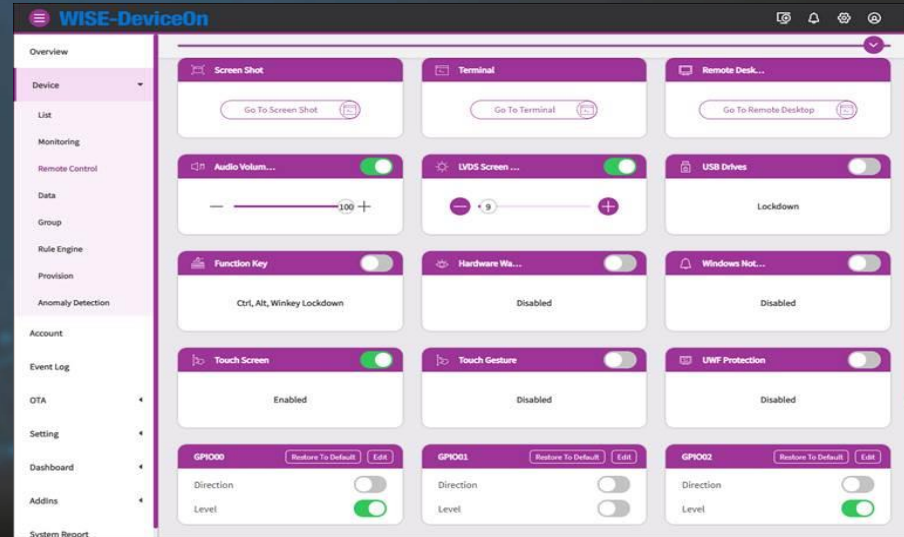 WISE-DeviceOn
Overview
Device
List
Monitoring
Remote Control
Data
Group
Rule Engine
Provision
Anomaly Detection
Account
Event Log
OTA
Setting
Dashboard
AddIns
System Report
Screen Shot
Go To Screen Shot
Terminal
Go To Terminal
Remote Desk...
Go To Remote Desktop
Audio Volum...
100
LVDS Screen ...
9
USB Drives
Lockdown
Function Key
Ctrl, Alt, Winkey Lockdown
Hardware Wa...
Disabled
Windows Not...
Disabled
Touch Screen
Enabled
Touch Gesture
Disabled
UWF Protection
Disabled
GPIO00
Restore To Default
Edit
Direction
Level
GPIO01
Restore To Default
Edit
Direction
Level
GPIO02
Restore To Default
Edit
Direction
Level